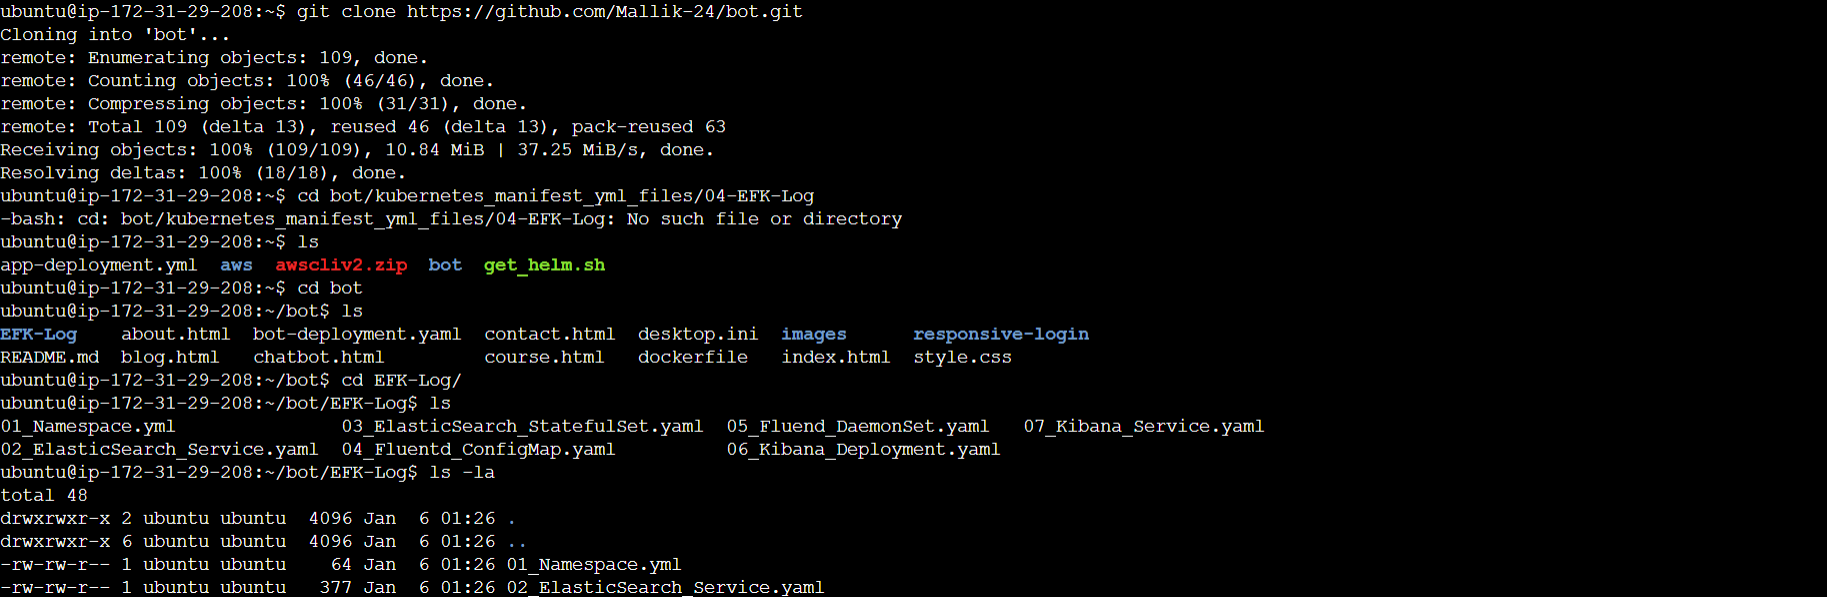 ubuntu@ip-172-31-29-208:~$ git clone https://github.com/Mallik-24/bot.git
Cloning into 'bot'...
remote: Enumerating objects: 109, done.
remote: Counting objects: 100% (46/46), done.
remote: Compressing objects: 100% (31/31), done.
remote: Total 109 (delta 13), reused 46 (delta 13), pack-reused 63
Receiving objects: 100% (109/109), 10.84 MiB | 37.25 MiB/s, done.
Resolving deltas: 100% (18/18), done.
ubuntu@ip-172-31-29-208:~$ cd bot/kubernetes_manifest_yml_files/04-EFK-Log
-bash: cd: bot/kubernetes_manifest_yml_files/04-EFK-Log: No such file or directory
ubuntu@ip-172-31-29-208:~$ ls
app-deployment.yml  aws  awscliv2.zip  bot  get_helm.sh
ubuntu@ip-172-31-29-208:~$ cd bot
ubuntu@ip-172-31-29-208:~/bot$ ls
EFK-Log    about.html  bot-deployment.yaml  contact.html  desktop.ini  images      responsive-login
README.md  blog.html   chatbot.html         course.html   dockerfile   index.html  style.css
ubuntu@ip-172-31-29-208:~/bot$ cd EFK-Log/
ubuntu@ip-172-31-29-208:~/bot/EFK-Log$ ls
01_Namespace.yml               03_ElasticSearch_StatefulSet.yaml  05_Fluend_DaemonSet.yaml   07_Kibana_Service.yaml
02_ElasticSearch_Service.yaml  04_Fluentd_ConfigMap.yaml          06_Kibana_Deployment.yaml
ubuntu@ip-172-31-29-208:~/bot/EFK-Log$ ls -la
total 48
drwxrwxr-x 2 ubuntu ubuntu  4096 Jan  6 01:26 .
drwxrwxr-x 6 ubuntu ubuntu  4096 Jan  6 01:26 ..
-rw-rw-r-- 1 ubuntu ubuntu    64 Jan  6 01:26 01_Namespace.yml
-rw-rw-r-- 1 ubuntu ubuntu   377 Jan  6 01:26 02_ElasticSearch_Service.yaml